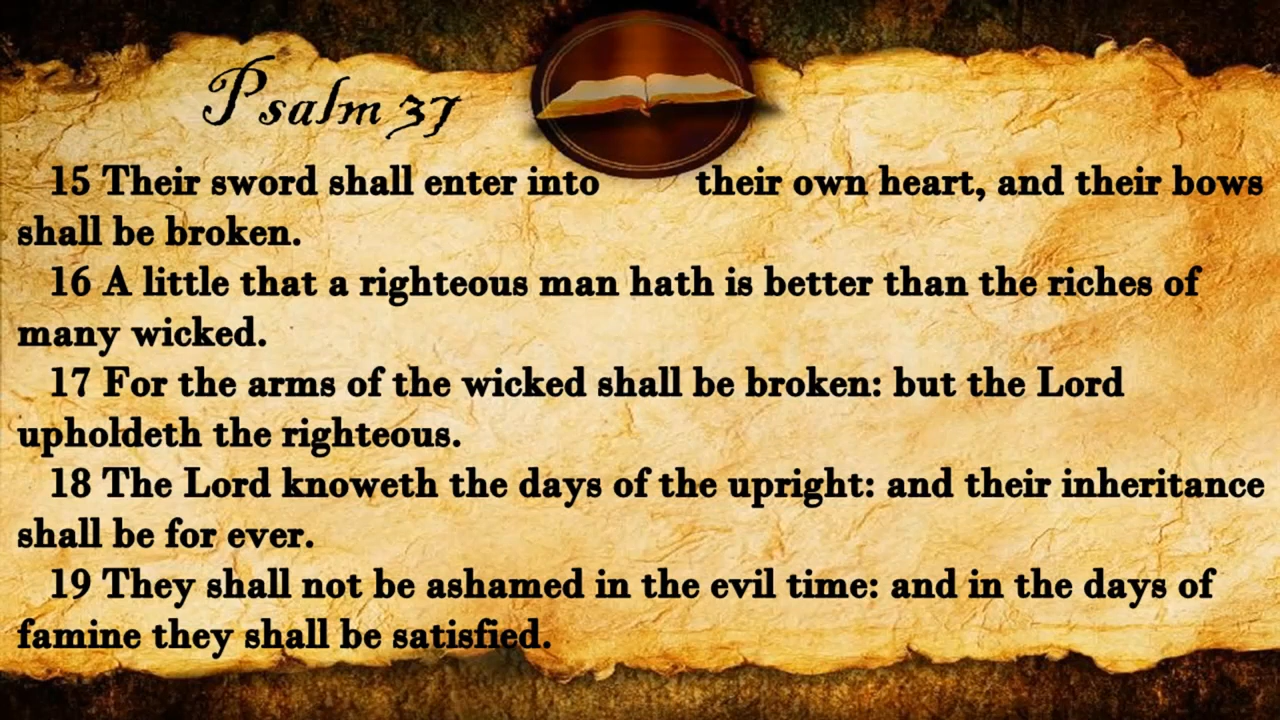 Psalm 37
15 Their sword shall enter into their own heart, and their bows
shall be broken.
16 A little that a righteous man hath is better than the riches of
many wicked.
17 For the arms of the wicked shall be broken: but the Lord
upholdeth the righteous.
18 The Lord knoweth the days of the upright: and their inheritance
shall be for ever.
19 They shall not be ashamed in the evil time: and in the days of
famine they shall be satisfied.